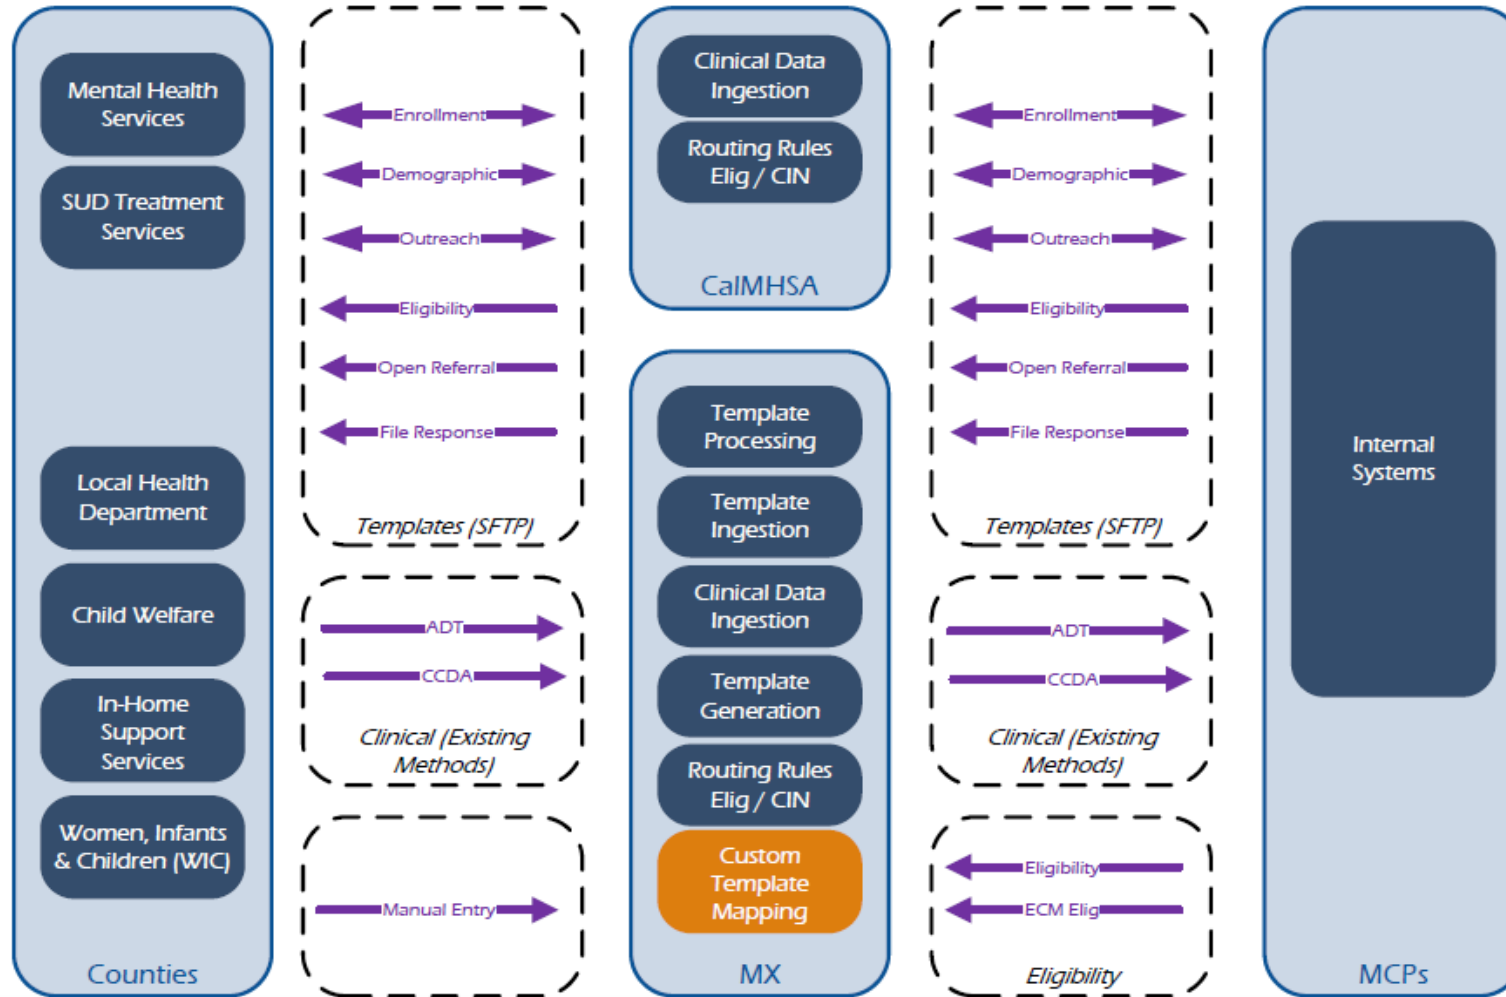 Mental Health
Services
SUD Treatment
Services
Local Health
Department
Child Welfare
In-Home
Support
Services
Women, Infants
& Children (WIC)
Counties
Enrollment
Demographic
Outreach
Eligibility
Open Referral
File Response
Templates (SFTP)
ADT
CCDA
Clinical (Existing
Methods)
Manual Entry
Clinical Data
Ingestion
Routing Rules
Elig / CIN
CalMHSA
Template
Processing
Template
Ingestion
Clinical Data
Ingestion
Template
Generation
Routing Rules
Elig / CIN
Custom
Template
Mapping
MX
Enrollment
Demographic
Outreach
Eligibility
Open Referral
File Response
Templates (SFTP)
ADT
CCDA
Clinical (Existing
Methods)
Eligibility
ECM Elig
Eligibility
Internal
Systems
MCPs